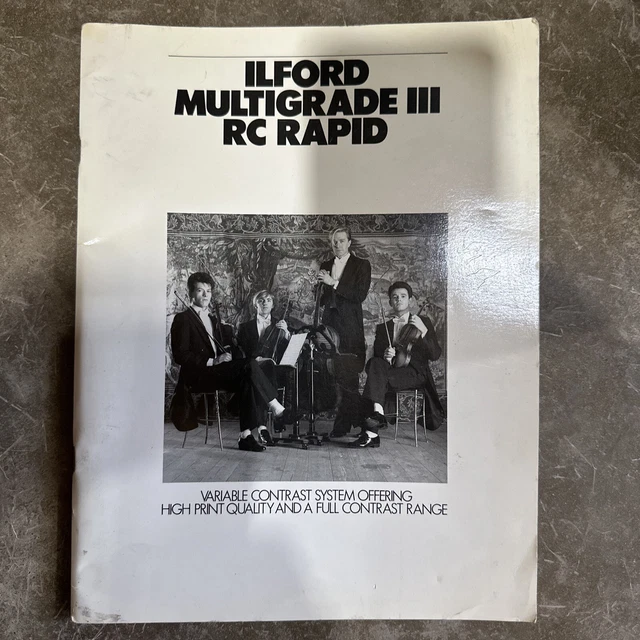 ILFORD
MULTIGRADE III
RC RAPID
VARIABLE CONTRAST SYSTEM OFFERING
HIGH PRINT QUALITY AND A FULL CONTRAST RANGE